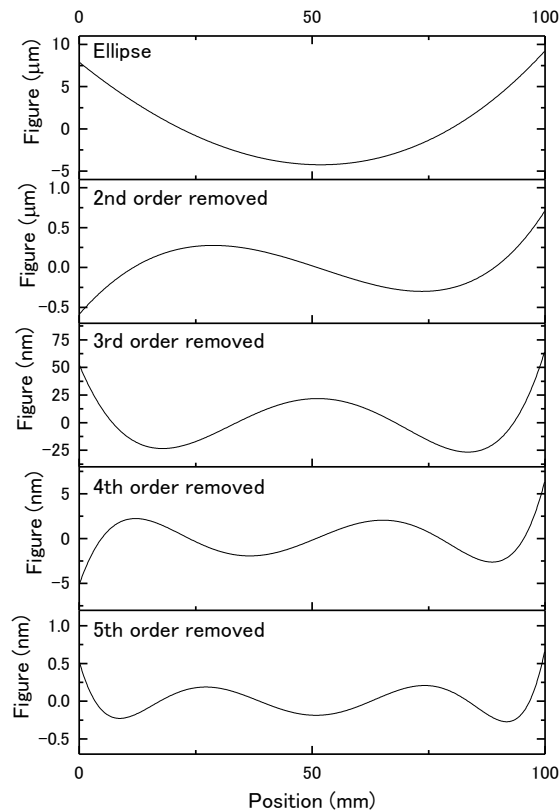 0 50 100
Ellipse
Figure (μm)
10
5
0
−5
2nd order removed
Figure (μm)
1.0
0.5
0.0
−0.5
3rd order removed
Figure (nm)
75
50
25
0
−25
4th order removed
Figure (nm)
5
0
−5
5th order removed
Figure (nm)
1.0
0.5
0.0
−0.5
0 50 100
Position (mm)